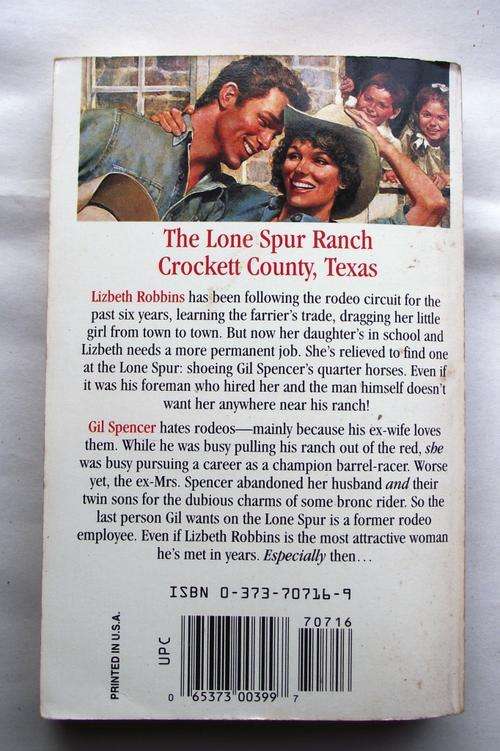 The Lone Spur Ranch
Crockett County, Texas
Lizbeth Robbins has been following the rodeo circuit for the
past six years, learning the farrier's trade, dragging her little
girl from town to town. But now her daughter's in school and
Lizbeth needs a more permanent job. She's relieved to find one
at the Lone Spur: shoeing Gil Spencer's quarter horses. Even if
it was his foreman who hired her and the man himself doesn't
want her anywhere near his ranch!
Gil Spencer hates rodeos—mainly because his ex-wife loves
them. While he was busy pulling his ranch out of the red, she
was busy pursuing a career as a champion barrel-racer. Worse
yet, the ex-Mrs. Spencer abandoned her husband and their
twin sons for the dubious charms of some bronc rider. So the
last person Gil wants on the Lone Spur is a former rodeo
employee. Even if Lizbeth Robbins is the most attractive woman
he's met in years. Especially then...
ISBN 0-373-70716-9
PRINTED IN U.S.A.
UPC
70716
0 65373 00399 7